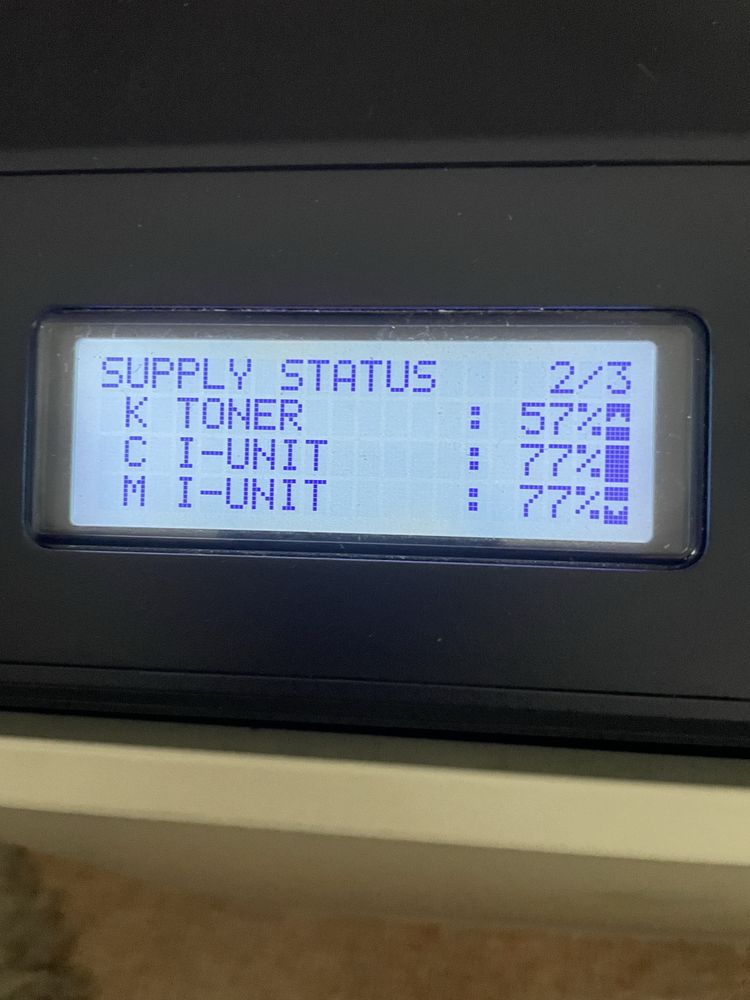 SUPPLY STATUS 2/3
K TONER : 57%
C I-UNIT : 77%
M I-UNIT : 77%